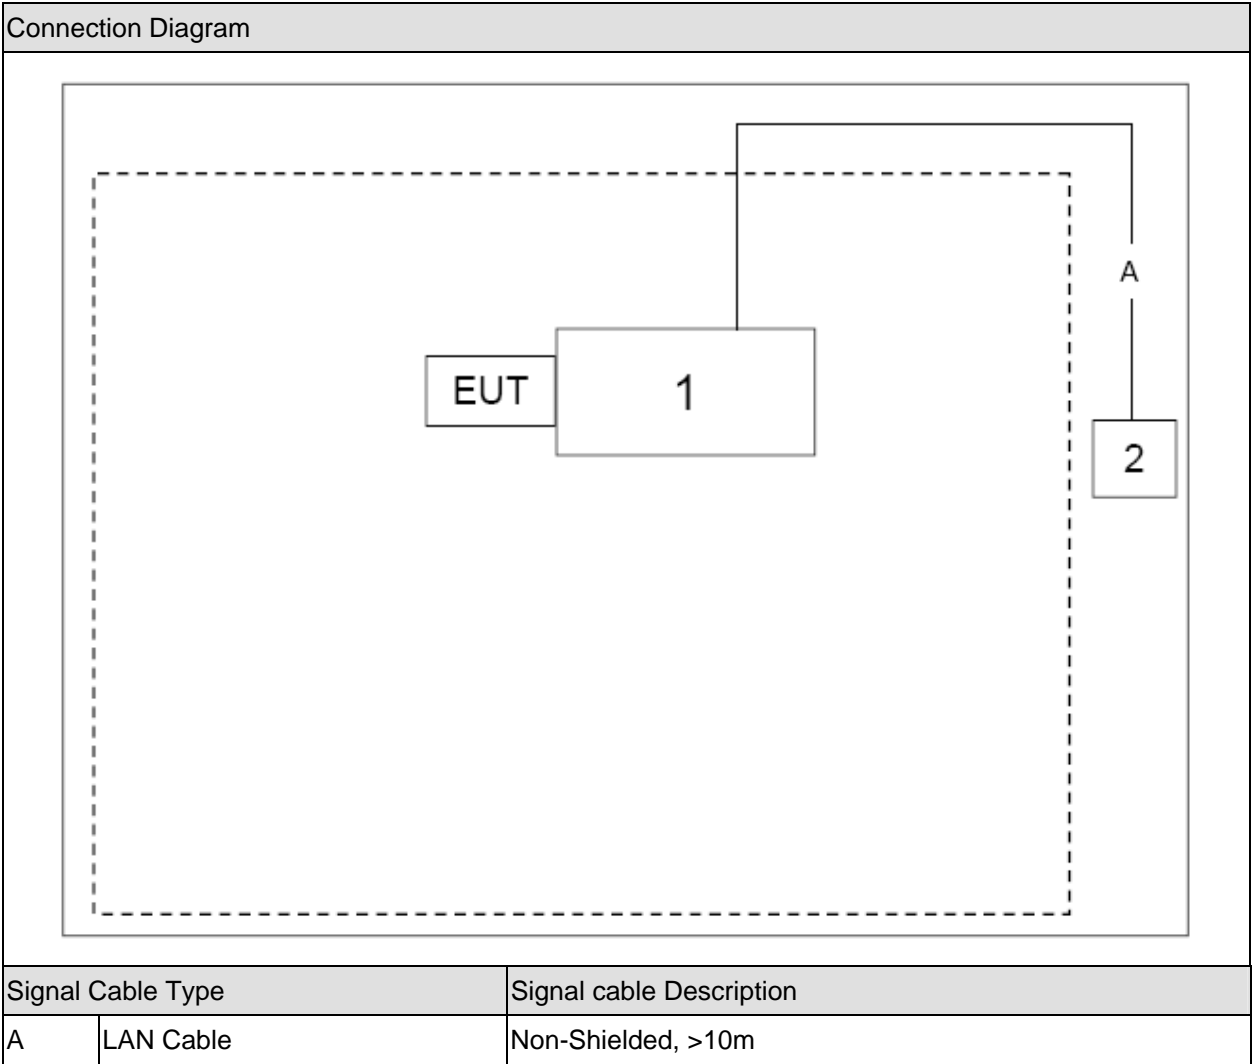 Connection Diagram
A
EUT
1
2
Signal Cable Type
Signal cable Description
A
LAN Cable
Non-Shielded, >10m